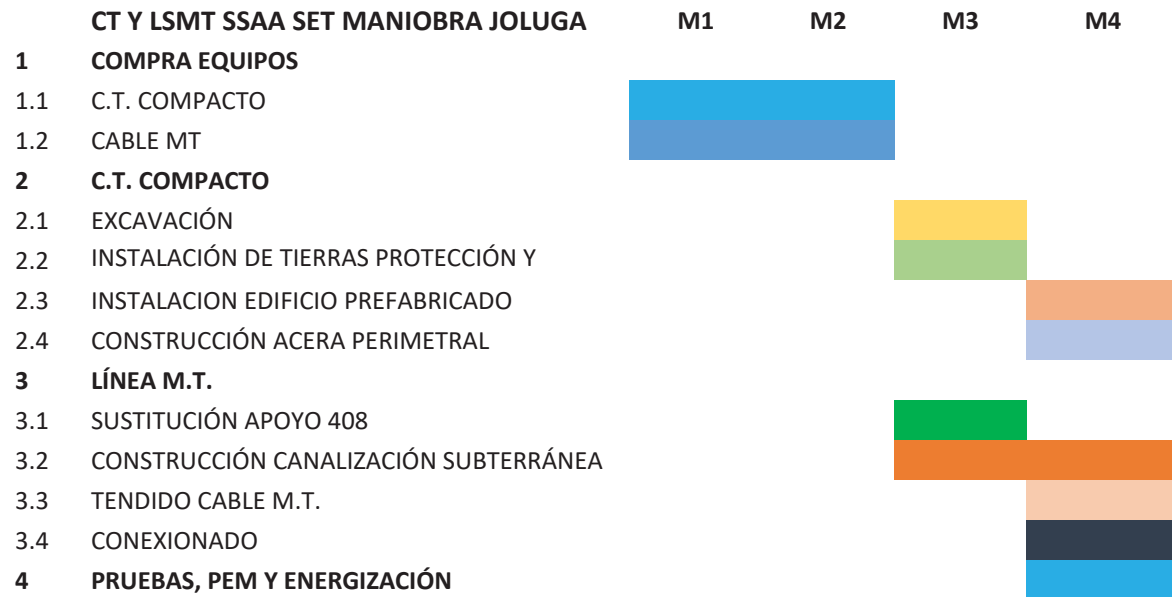 CT Y LSMT SSAA SET MANIOBRA JOLUGA M1 M2 M3 M4
1 COMPRA EQUIPOS
1.1 C.T. COMPACTO
1.2 CABLE MT
2 C.T. COMPACTO
2.1 EXCAVACIÓN
2.2 INSTALACIÓN DE TIERRAS PROTECCIÓN Y
2.3 INSTALACION EDIFICIO PREFABRICADO
2.4 CONSTRUCCIÓN ACERA PERIMETRAL
3 LÍNEA M.T.
3.1 SUSTITUCIÓN APOYO 408
3.2 CONSTRUCCIÓN CANALIZACIÓN SUBTERRÁNEA
3.3 TENDIDO CABLE M.T.
3.4 CONEXIONADO
4 PRUEBAS, PEM Y ENERGIZACIÓN